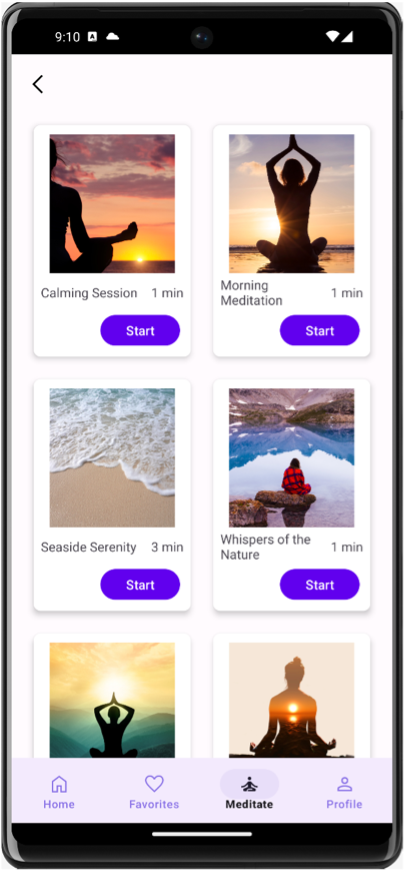 9:10
Calming Session 1 min
Morning
Meditation 1 min
Start
Start
Seaside Serenity 3 min
Whispers of the
Nature 1 min
Start
Start
Home
Favorites
Meditate
Profile